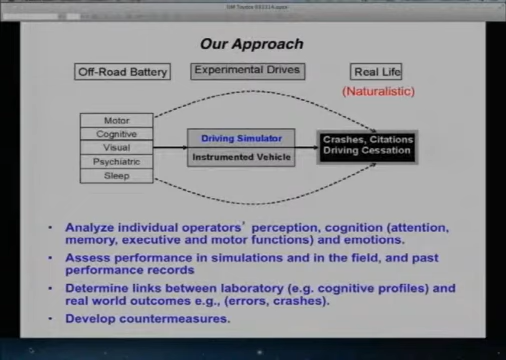 Our Approach
Off-Road Battery
Experimental Drives
Real Life
(Naturalistic)
Motor
Cognitive
Visual
Psychiatric
Sleep
Driving Simulator
Instrumented Vehicle
Crashes, Citations
Driving Cessation
• Analyze individual operators' perception, cognition (attention,
memory, executive and motor functions) and emotions.
• Assess performance in simulations and in the field, and past
performance records
• Determine links between laboratory (e.g. cognitive profiles) and
real world outcomes e.g., (errors, crashes).
• Develop countermeasures.